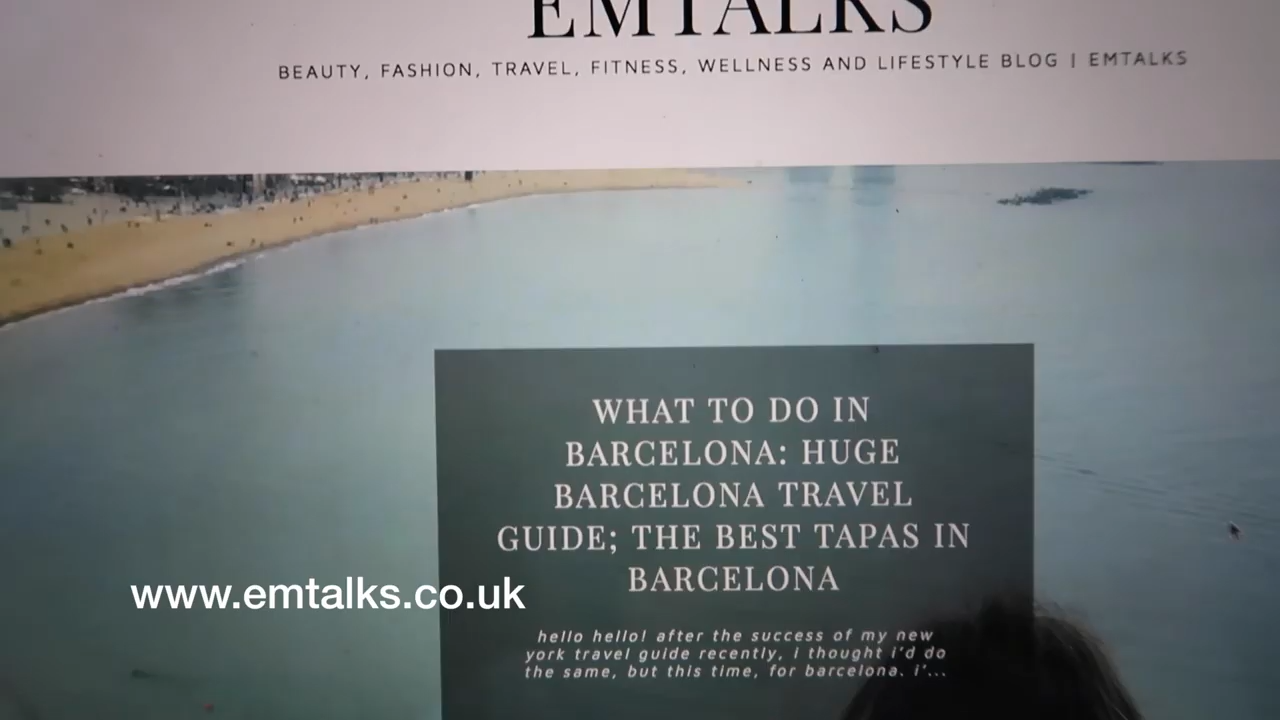 EMTALKS
BEAUTY, FASHION, TRAVEL, FITNESS, WELLNESS AND LIFESTYLE BLOG | EMTALKS
WHAT TO DO IN
BARCELONA: HUGE
BARCELONA TRAVEL
GUIDE; THE BEST TAPAS IN
BARCELONA
www.emtalks.co.uk
hello hello! after the success of my new
york travel guide recently, i thought i'd do
the same, but this time, for barcelona. i'...